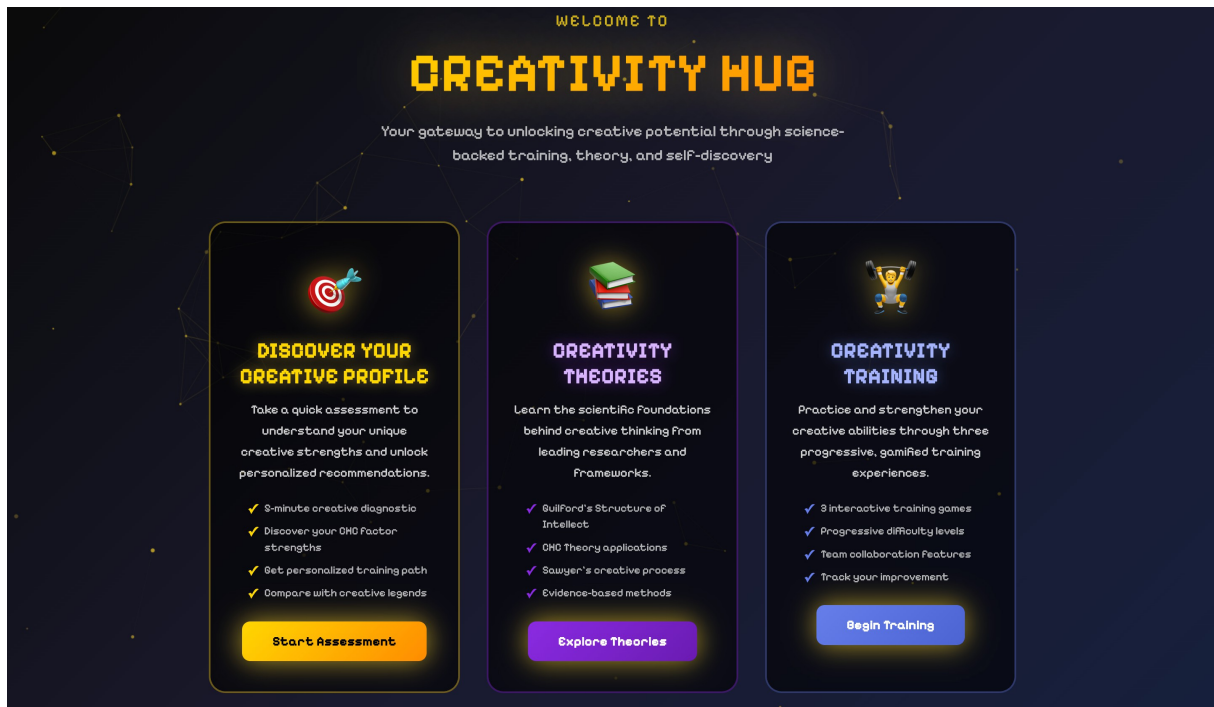 WELCOME TO
CREATIVITY HUB
Your gateway to unlocking creative potential through science-
backed training, theory, and self-discovery
DISCOVER YOUR
CREATIVE PROFILE
Take a quick assessment to
understand your unique
creative strengths and unlock
personalized recommendations.
✓ 5-minute creative diagnostic
✓ Discover your CHC factor
strengths
✓ Get personalized training path
✓ Compare with creative legends
Start Assessment
CREATIVITY
THEORIES
Learn the scientific foundations
behind creative thinking from
leading researchers and
frameworks.
✓ Guilford's Structure of
Intellect
✓ CHC Theory applications
✓ Sawyer's creative process
✓ Evidence-based methods
Explore Theories
CREATIVITY
TRAINING
Practice and strengthen your
creative abilities through three
progressive, gamified training
experiences.
✓ 3 interactive training games
✓ Progressive difficulty levels
✓ Team collaboration features
✓ Track your improvement
Begin Training